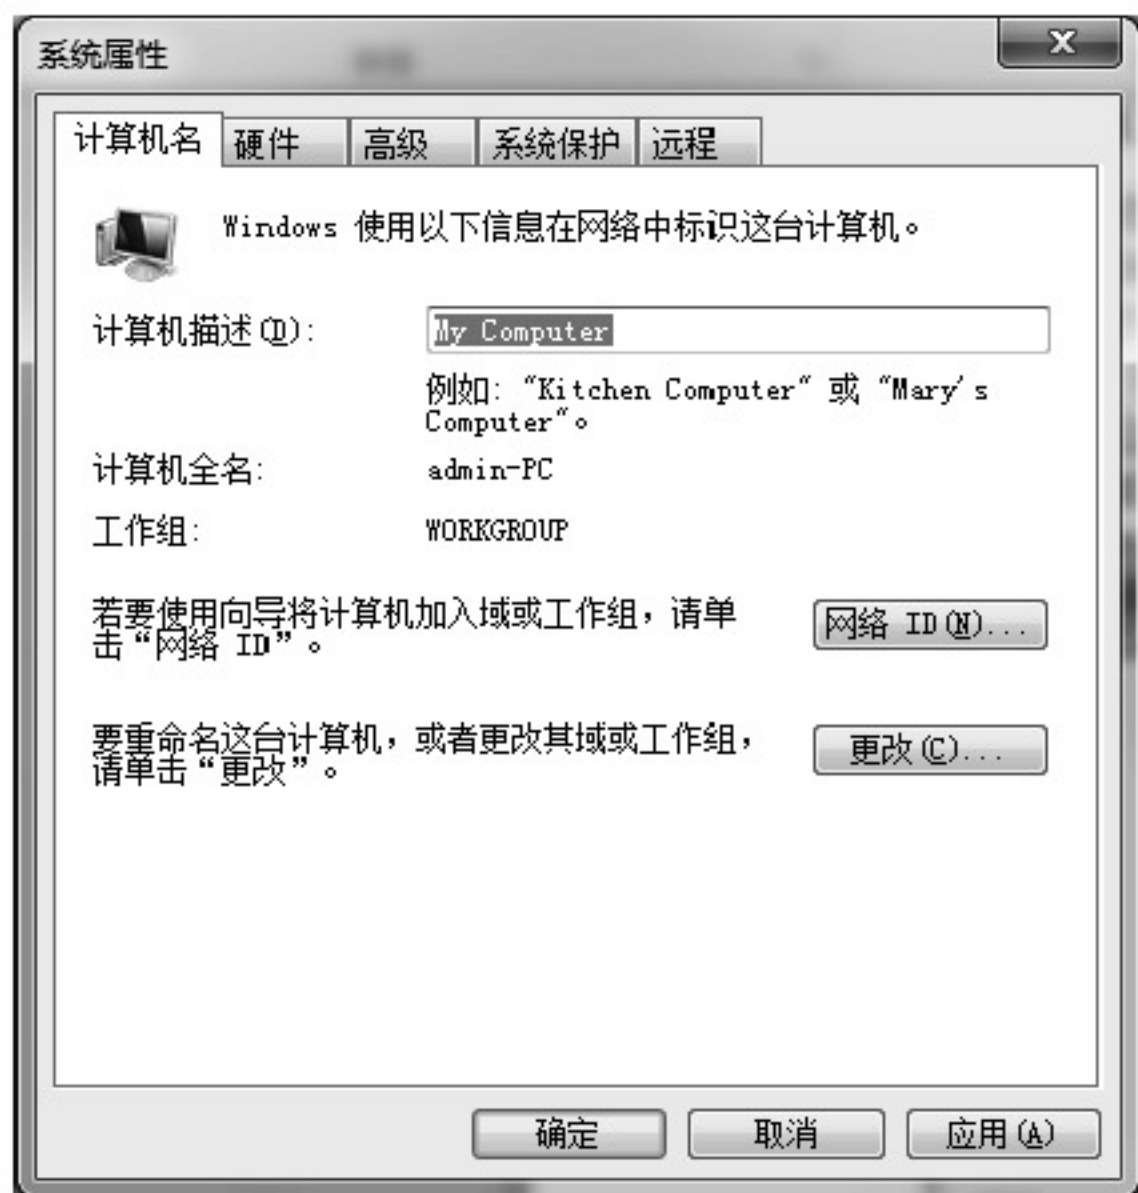 系统属性
计算机名 硬件 高级 系统保护 远程
Windows 使用以下信息在网络中标识这台计算机。
计算机描述(D): My Computer
例如: "Kitchen Computer" 或 "Mary's
Computer"。
计算机全名: admin-PC
工作组: WORKGROUP
若要使用向导将计算机加入域或工作组，请单
击“网络 ID”。
网络 ID(N)...
要重命名这台计算机，或者更改其域或工作组，
请单击“更改”。
更改(C)...
确定 取消 应用(A)